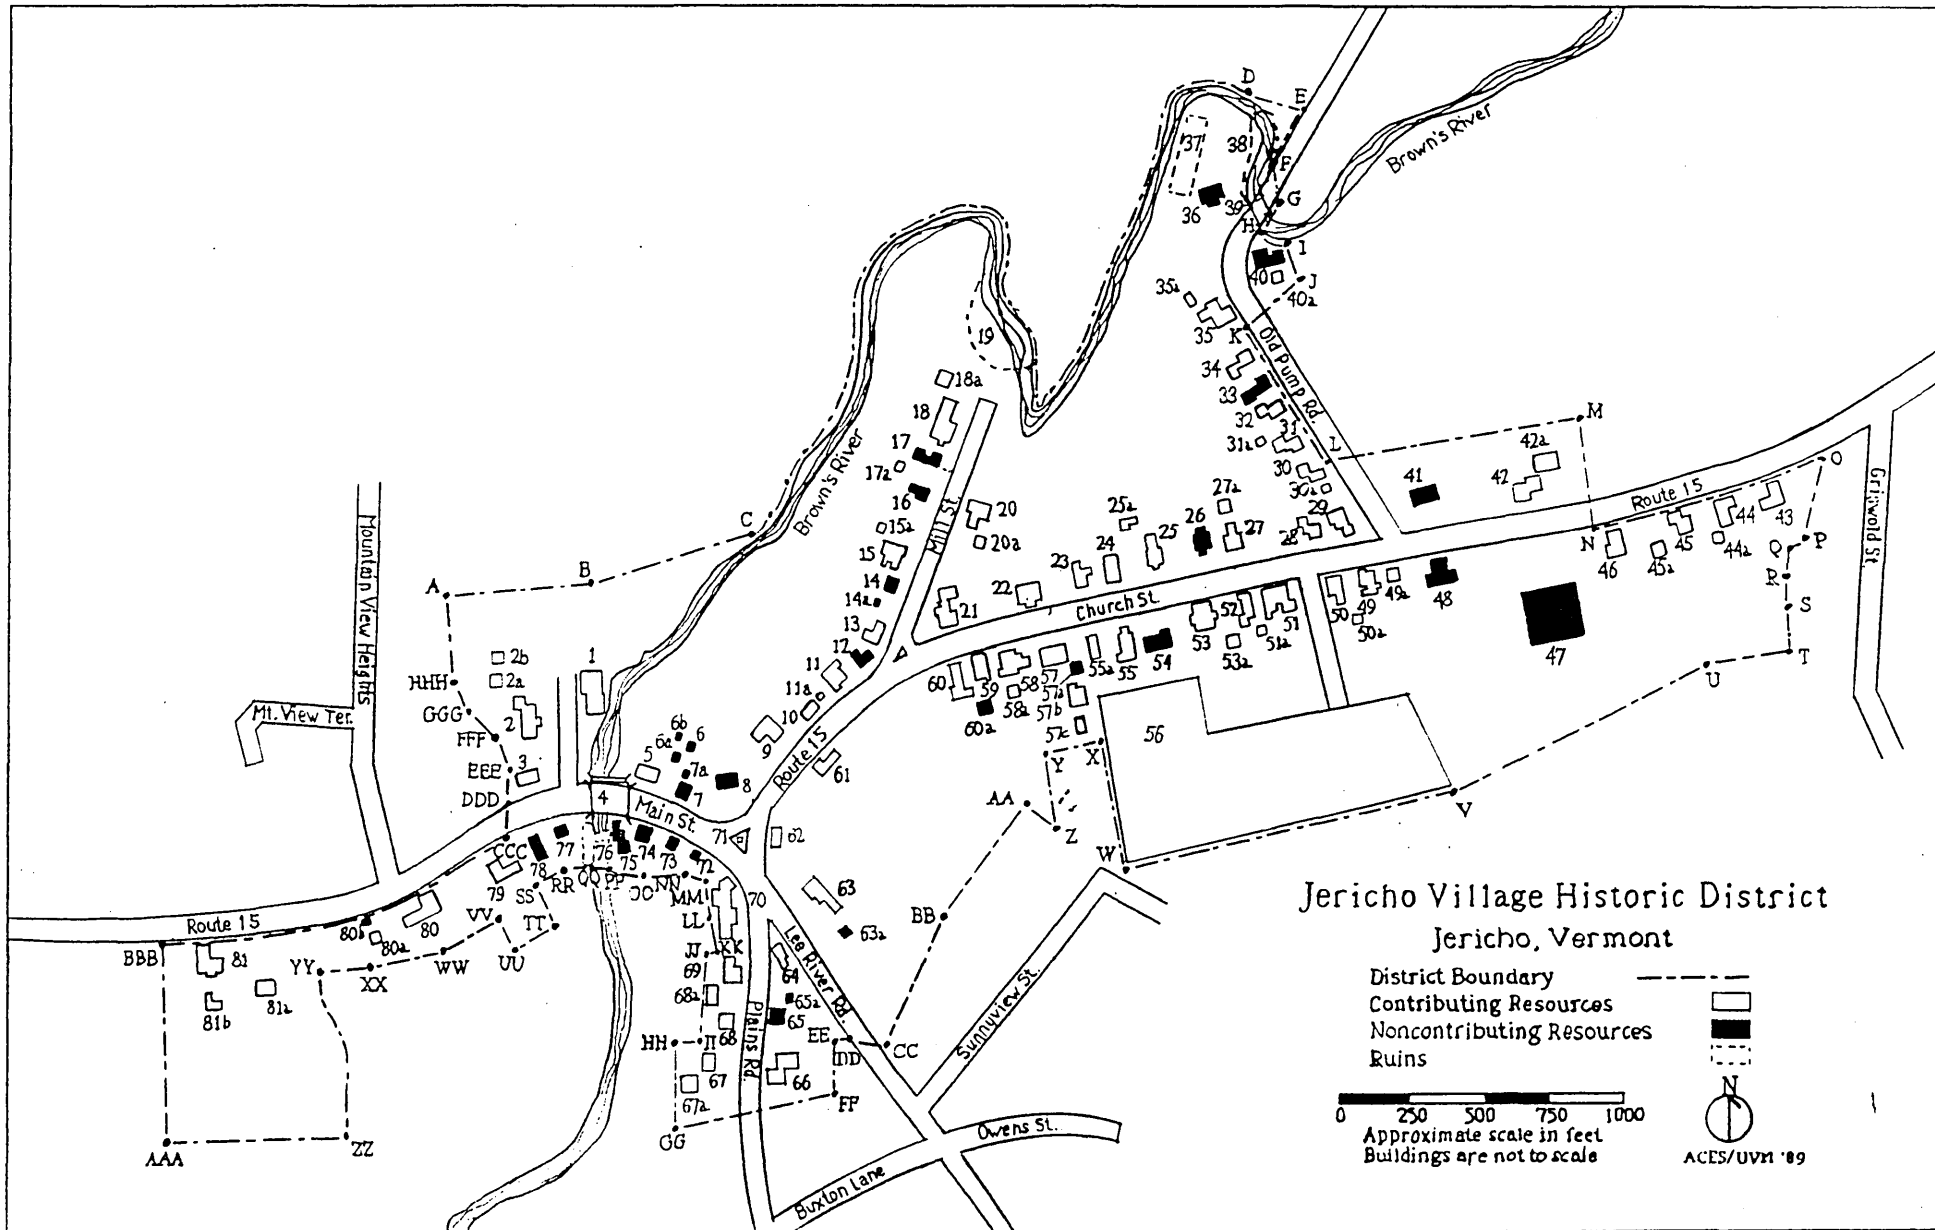 D
E
Brown's River
37
38
F
36
39
G
H
I
40
J
40a
35a
35
K
Old Pump Rd.
19
34
33
32
31
31a
L
30
30a
29
28
M
42a
42
41
Route 15
O
Griswold St.
43
44
44a
45
45a
46
N
P
Q
R
S
T
U
47
18a
18
17
17a
16
Mill St.
15a
15
14
14a
13
12
11
11a
10
9
20
20a
21
22
23
24
25a
25
26
27a
27
Church St.
Brown's River
C
B
A
Mountain View Heights
Mt. View Ter.
HHH
GGG
FFF
EEE
DDD
CCC
2b
2a
2
1
3
4
5
6b
6a
6
7a
7
8
Main St.
Route 15
61
62
71
60
59
60a
58
58a
57
57a
57b
57c
55a
55
54
53
53a
52
51a
51
50
50a
49
49a
48
56
Y
X
Z
AA
V
W
BB
63
63a
70
72
73
74
75
76
77
78
79
80
80a
80b
81
81a
81b
Route 15
BBB
YY
XX
WW
VV
UU
TT
SS
RR
QQ
PP
OO
NN
MM
LL
KK
JJ
69
68a
68
HH
II
67
67a
GG
64
65a
65
66
EE
DD
CC
FF
Lee River Rd.
Plains Rd.
Sunnyview St.
Owens St.
Buxton Lane
AAA
ZZ
Jericho Village Historic District
Jericho, Vermont
District Boundary
Contributing Resources
Noncontributing Resources
Ruins
N
0 250 500 750 1000
Approximate scale in feet
Buildings are not to scale
ACES/UVM '89